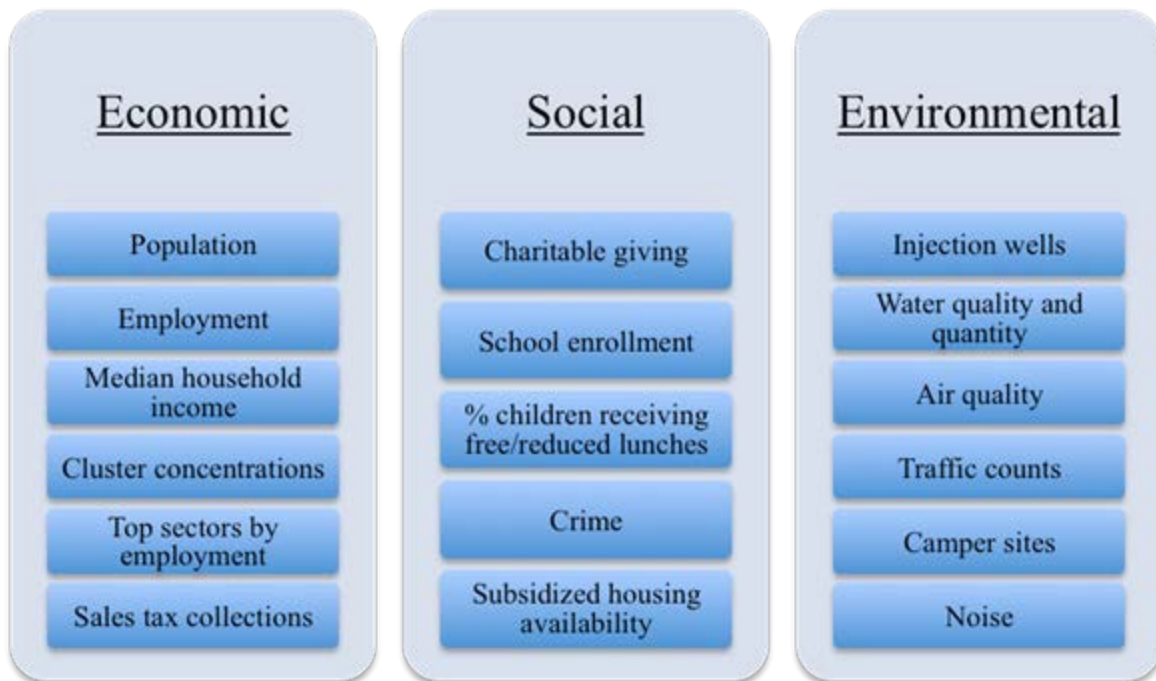 Economic
Population
Employment
Median household
income
Cluster concentrations
Top sectors by
employment
Sales tax collections
Social
Charitable giving
School enrollment
% children receiving
free/reduced lunches
Crime
Subsidized housing
availability
Environmental
Injection wells
Water quality and
quantity
Air quality
Traffic counts
Camper sites
Noise